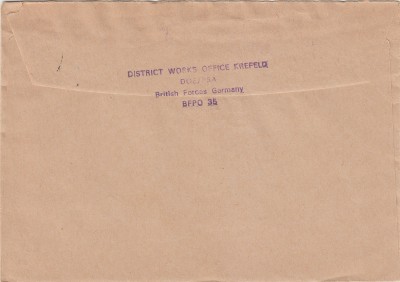 DISTRICT WORKS OFFICE KREFELD
British Forces Germany
BFPO 35